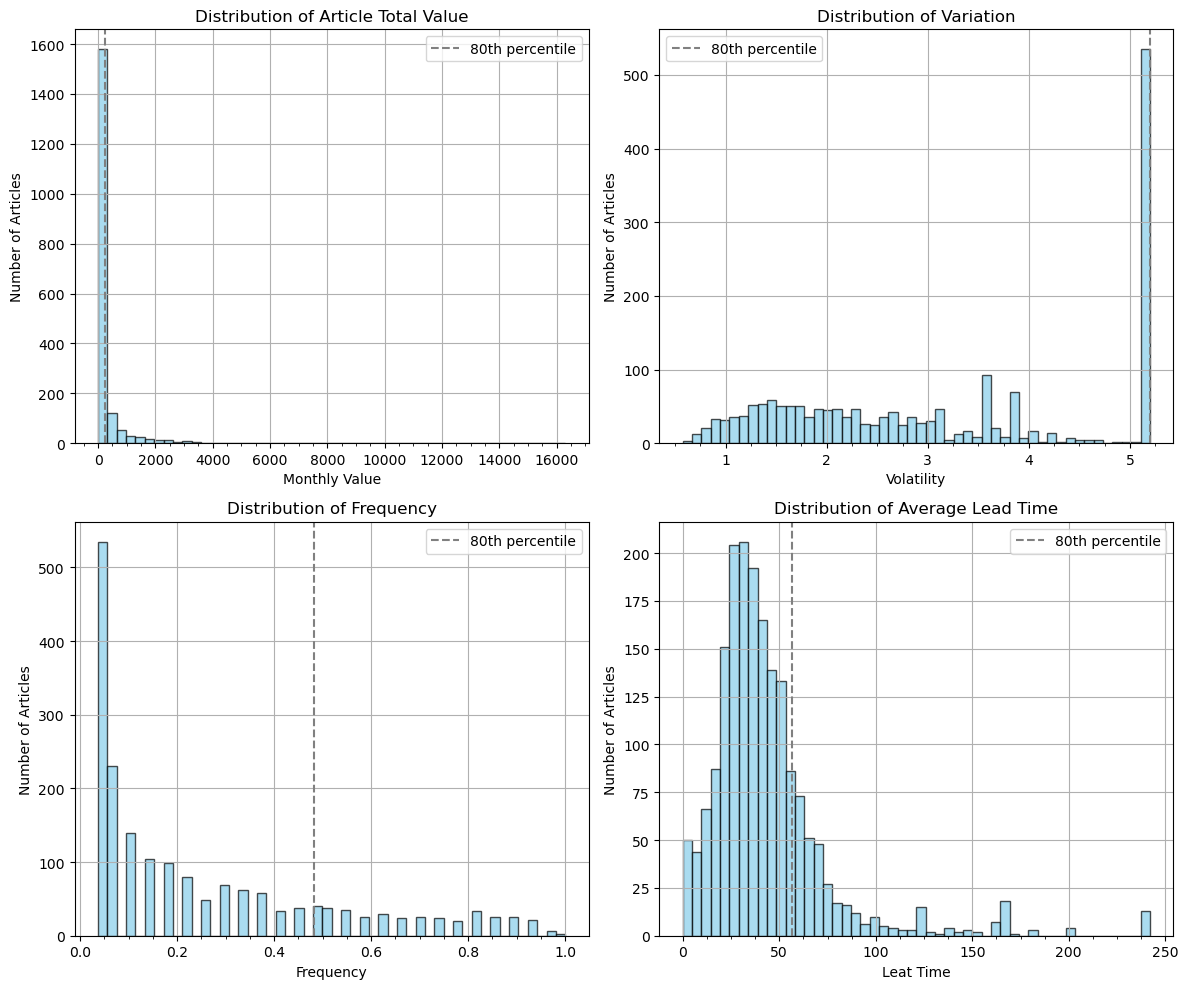 Distribution of Article Total Value
1600
1400
1200
1000
800
600
400
200
0
Number of Articles
80th percentile
0 2000 4000 6000 8000 10000 12000 14000 16000
Monthly Value
Distribution of Variation
500
400
300
200
100
0
Number of Articles
80th percentile
1 2 3 4 5
Volatility
Distribution of Frequency
500
400
300
200
100
0
Number of Articles
80th percentile
0.0 0.2 0.4 0.6 0.8 1.0
Frequency
Distribution of Average Lead Time
200
175
150
125
100
75
50
25
0
Number of Articles
80th percentile
0 50 100 150 200 250
Leat Time